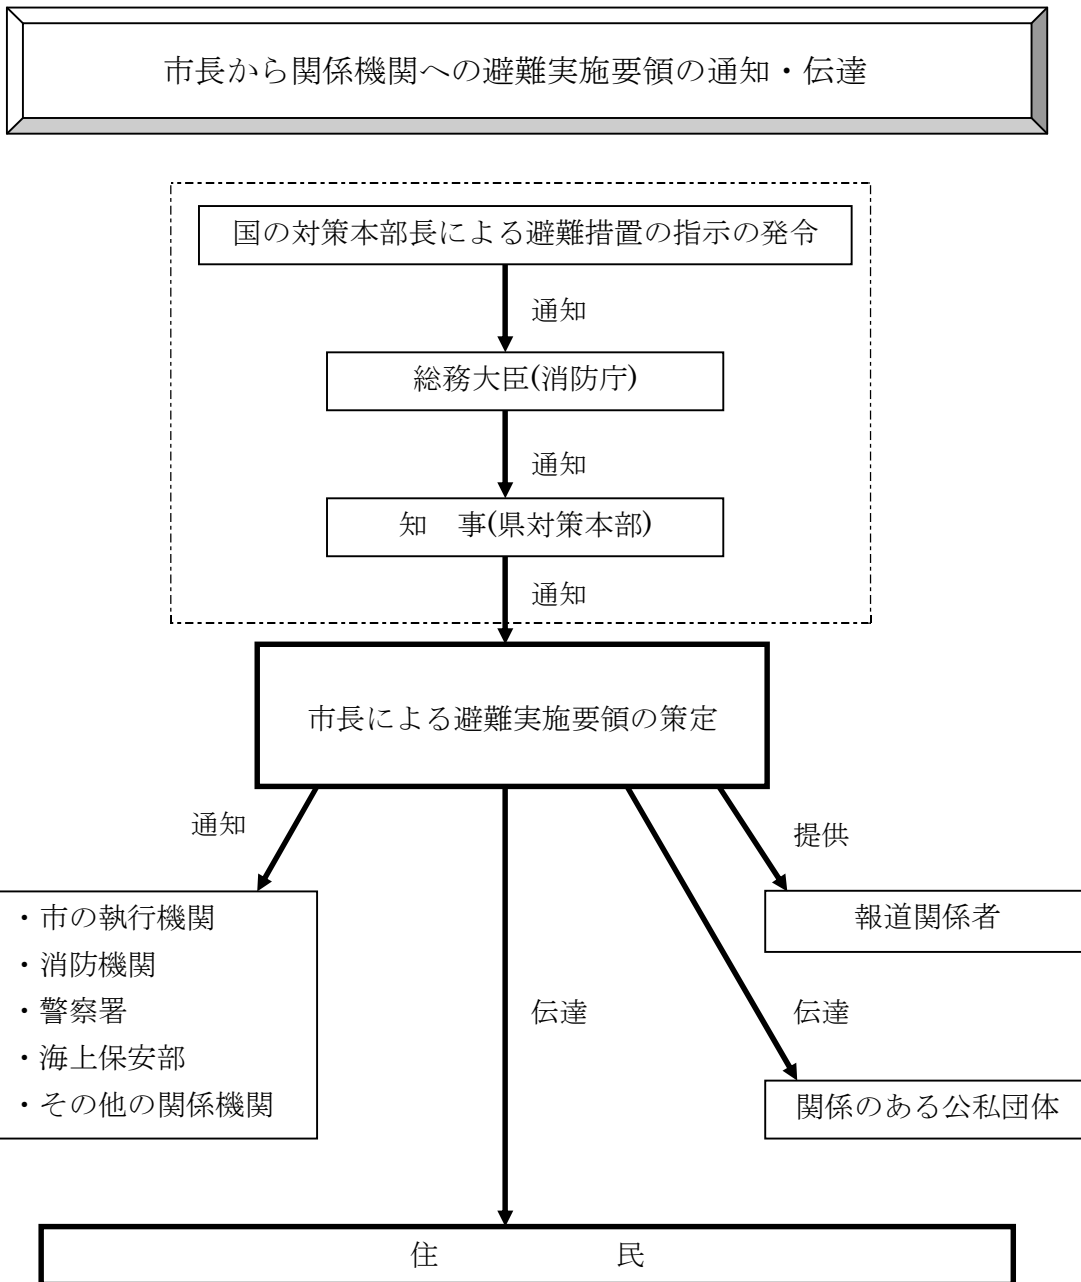 市長から関係機関への避難実施要領の通知・伝達
国の対策本部長による避難措置の指示の発令
通知
総務大臣(消防庁)
通知
知　事(県対策本部)
通知
市長による避難実施要領の策定
通知
提供
・市の執行機関
・消防機関
・警察署
・海上保安部
・その他の関係機関
報道関係者
伝達
伝達
関係のある公私団体
住　　　　　　民